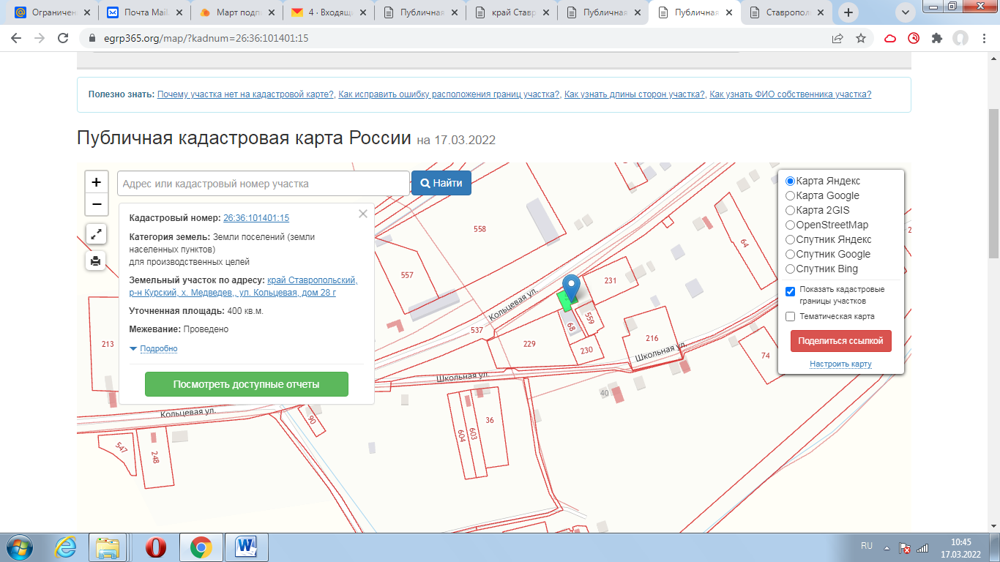 Ограничен
Почта Mail.
Март подп
4 · Входящи
Публичная
край Ставр
Публичная
Публичная
Ставропол
egrp365.org/map/?kadnum=26:36:101401:15
Полезно знать: Почему участка нет на кадастровой карте?, Как исправить ошибку расположения границ участка?, Как узнать длины сторон участка?, Как узнать ФИО собственника участка?
Публичная кадастровая карта России на 17.03.2022
+
−
Адрес или кадастровый номер участка
Найти
Кадастровый номер: 26:36:101401:15
Категория земель: Земли поселений (земли
населенных пунктов)
для производственных целей
Земельный участок по адресу: край Ставропольский,
р-н Курский, х. Медведев,, ул. Кольцевая, дом 28 г
Уточненная площадь: 400 кв.м.
Межевание: Проведено
Подробно
Посмотреть доступные отчеты
Карта Яндекс
Карта Google
Карта 2GIS
OpenStreetMap
Спутник Яндекс
Спутник Google
Спутник Bing
Показать кадастровые
границы участков
Тематическая карта
Поделиться ссылкой
Настроить карту
558
64
557
231
Кольцевая ул.
559
68
537
213
229
216
230
Школьная ул.
74
Школьная ул.
40
Кольцевая ул.
90
36
604
603
547
248
RU
10:45
17.03.2022